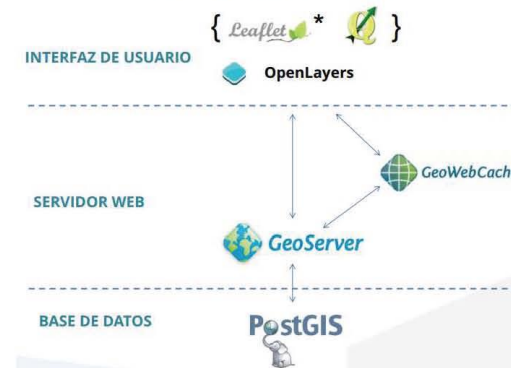 { Leaflet * Q }
INTERFAZ DE USUARIO
OpenLayers
GeoWebCach
SERVIDOR WEB
GeoServer
BASE DE DATOS
PostGIS